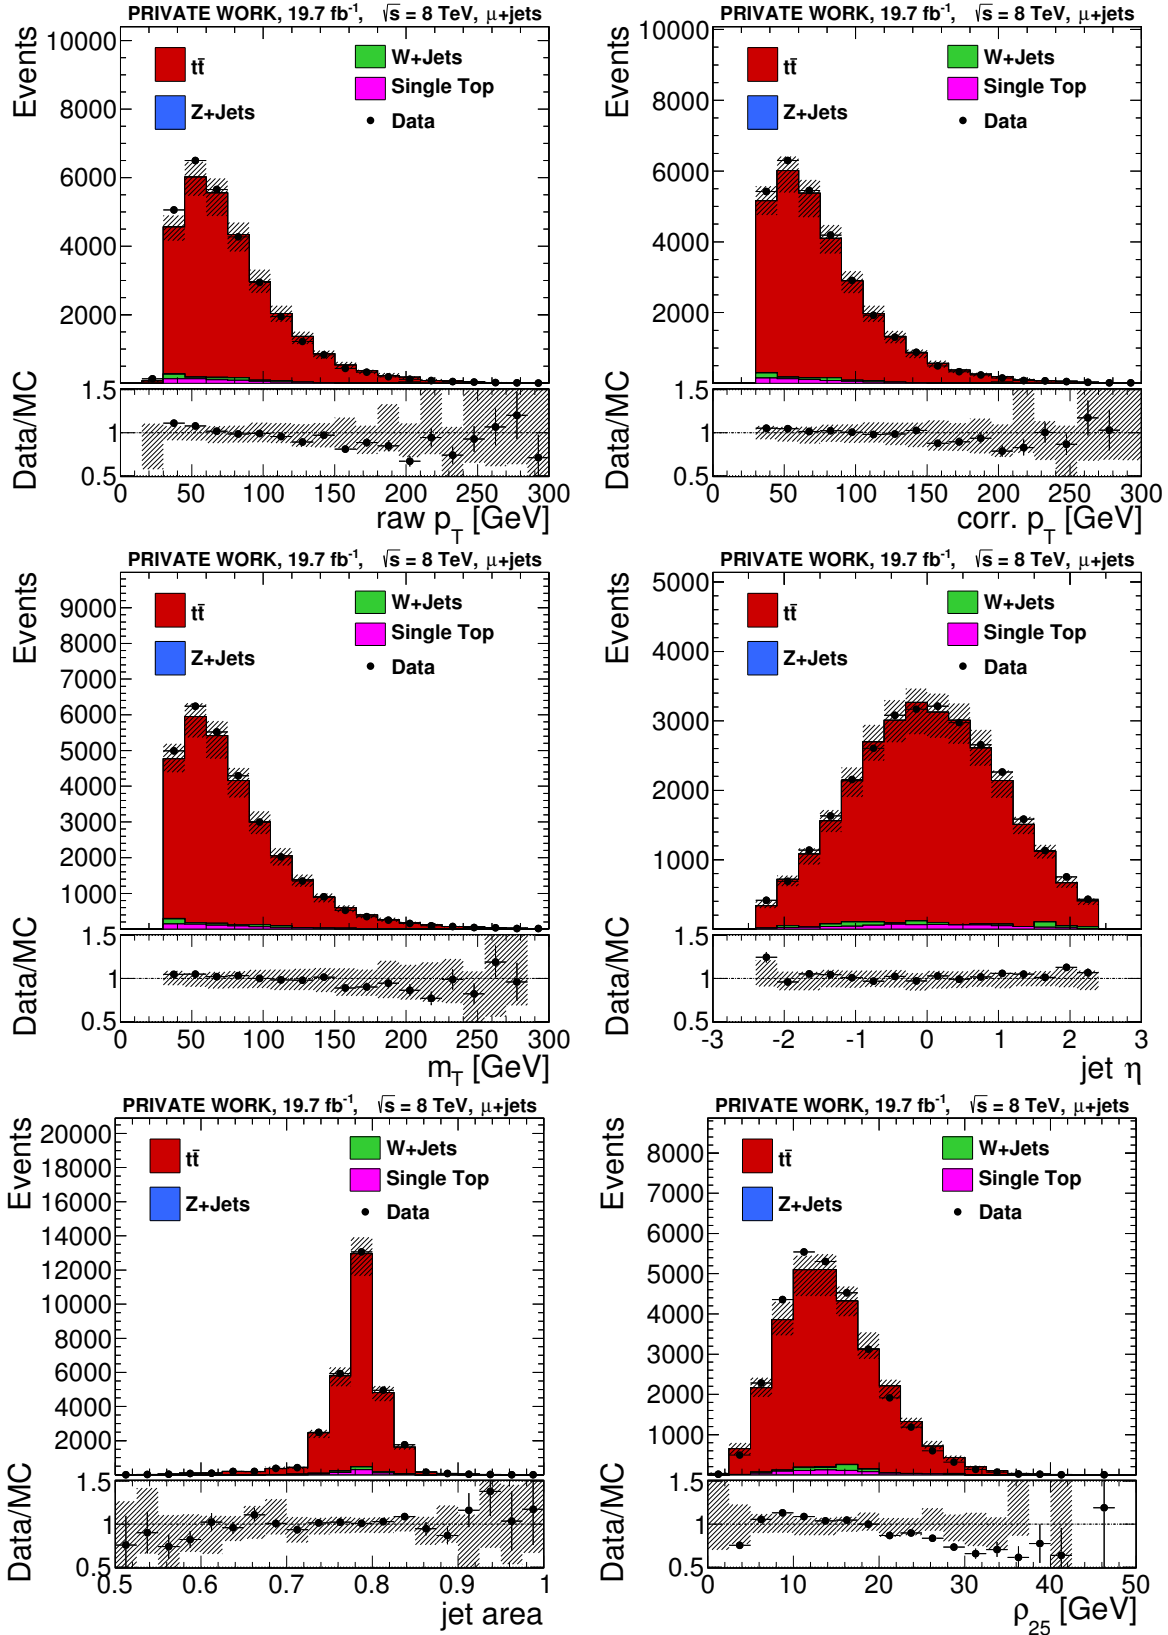 PRIVATE WORK, 19.7 fb⁻¹, √s = 8 TeV, μ+jets
Events
10000
8000
6000
4000
2000
tt̄
Z+Jets
W+Jets
Single Top
Data
Data/MC
1.5
1
0.5
0 50 100 150 200 250 300
raw p_T [GeV]
PRIVATE WORK, 19.7 fb⁻¹, √s = 8 TeV, μ+jets
Events
10000
8000
6000
4000
2000
tt̄
Z+Jets
W+Jets
Single Top
Data
Data/MC
1.5
1
0.5
0 50 100 150 200 250 300
corr. p_T [GeV]
PRIVATE WORK, 19.7 fb⁻¹, √s = 8 TeV, μ+jets
Events
9000
8000
7000
6000
5000
4000
3000
2000
1000
tt̄
Z+Jets
W+Jets
Single Top
Data
Data/MC
1.5
1
0.5
0 50 100 150 200 250 300
m_T [GeV]
PRIVATE WORK, 19.7 fb⁻¹, √s = 8 TeV, μ+jets
Events
5000
4000
3000
2000
1000
tt̄
Z+Jets
W+Jets
Single Top
Data
Data/MC
1.5
1
0.5
-3 -2 -1 0 1 2 3
jet η
PRIVATE WORK, 19.7 fb⁻¹, √s = 8 TeV, μ+jets
Events
20000
18000
16000
14000
12000
10000
8000
6000
4000
2000
tt̄
Z+Jets
W+Jets
Single Top
Data
Data/MC
1.5
1
0.5
0.5 0.6 0.7 0.8 0.9 1
jet area
PRIVATE WORK, 19.7 fb⁻¹, √s = 8 TeV, μ+jets
Events
8000
7000
6000
5000
4000
3000
2000
1000
tt̄
Z+Jets
W+Jets
Single Top
Data
Data/MC
1.5
1
0.5
0 10 20 30 40 50
ρ_25 [GeV]